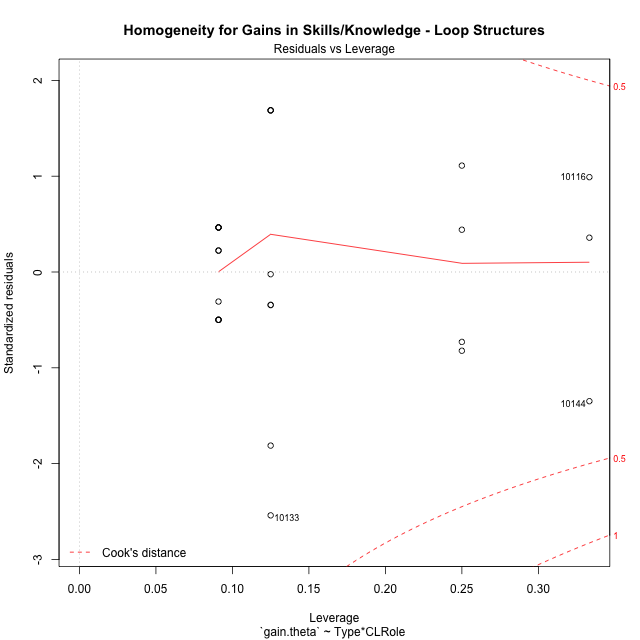 Homogeneity for Gains in Skills/Knowledge - Loop Structures
Residuals vs Leverage
2
1
0
-1
-2
-3
Standardized residuals
0.5
10116
10144
0.5
10133
1
Cook's distance
0.00 0.05 0.10 0.15 0.20 0.25 0.30
Leverage
`gain.theta` ~ Type*CLRole